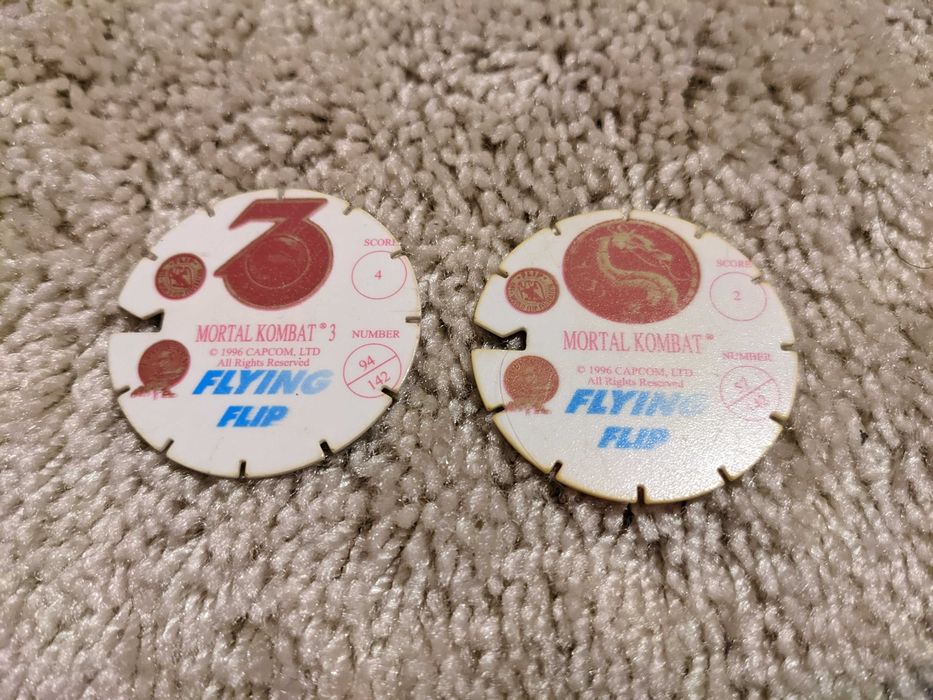 3
SCORE
4
MORTAL KOMBAT ® 3
NUMBER
© 1996 CAPCOM, LTD
All Rights Reserved
94
142
FLYING
FLIP
SCORE
2
MORTAL KOMBAT ®
NUMBER
© 1996 CAPCOM, LTD
All Rights Reserved
FLYING
FLIP